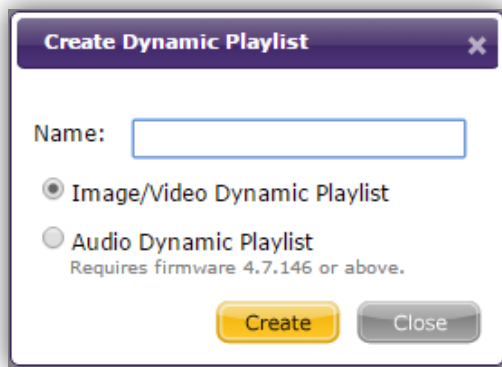 Create Dynamic Playlist
Name:
Image/Video Dynamic Playlist
Audio Dynamic Playlist
Requires firmware 4.7.146 or above.
Create Close